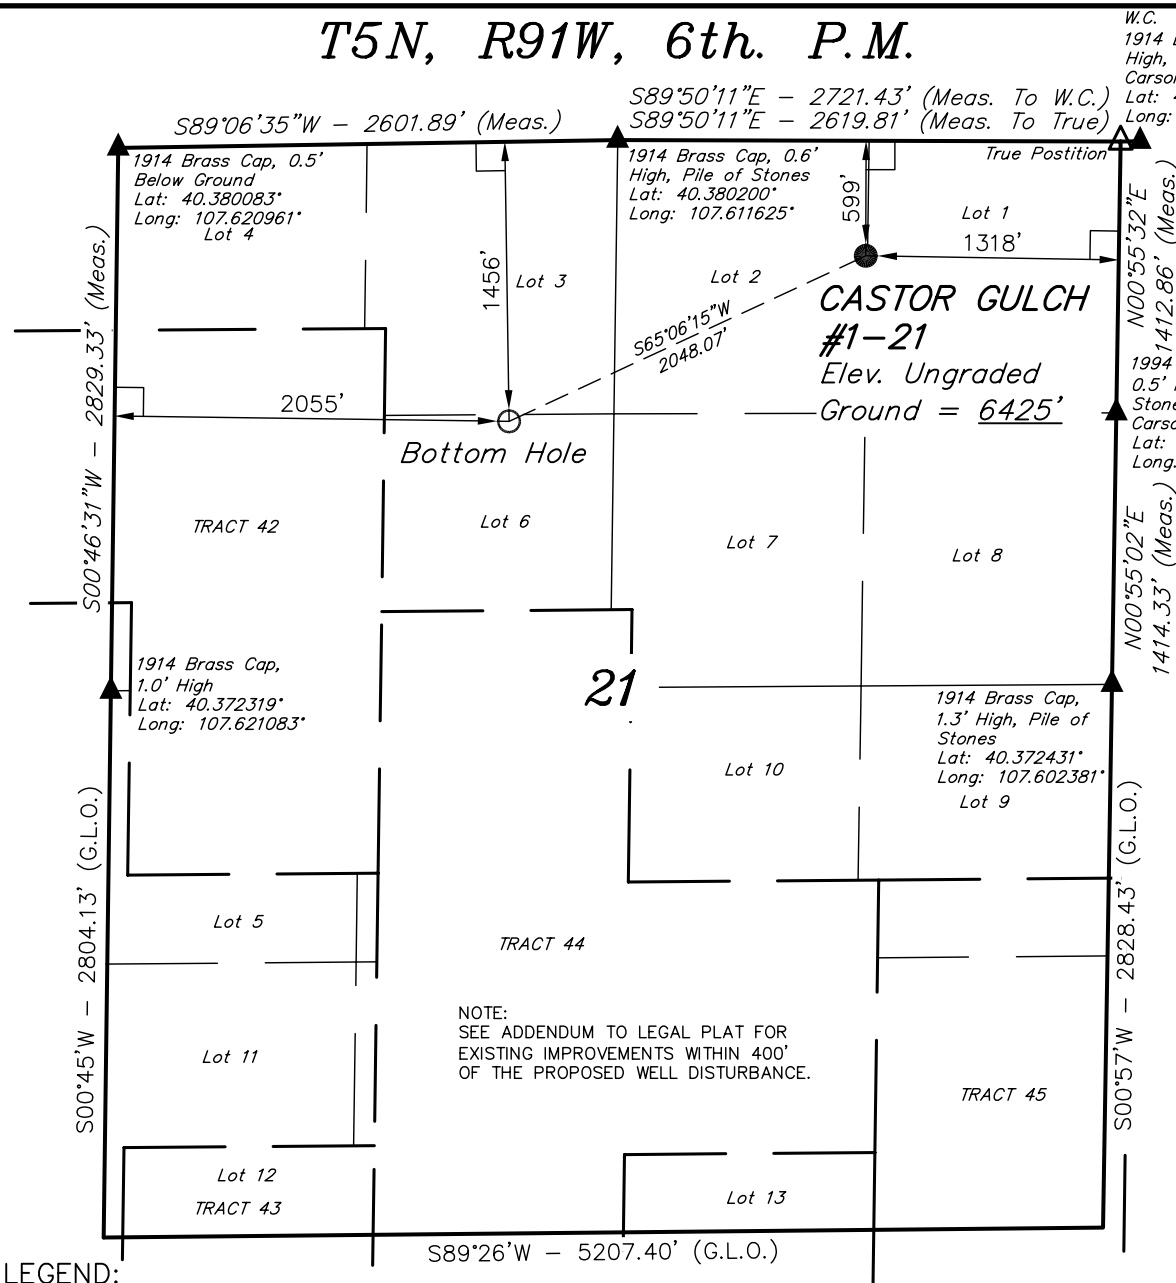 T5N, R91W, 6th. P.M.
W.C.
1914
High,
Carson
Lat:
Long:
S89°50'11"E – 2721.43' (Meas. To W.C.)
S89°06'35"W – 2601.89' (Meas.)
S89°50'11"E – 2619.81' (Meas. To True)
True Postition
1914 Brass Cap, 0.5'
Below Ground
Lat: 40.380083°
Long: 107.620961°
Lot 4
1914 Brass Cap, 0.6'
High, Pile of Stones
Lat: 40.380200°
Long: 107.611625°
599'
Lot 1
1318'
N00°55'32"E
1412.86' (Meas.)
S00°46'31"W – 2829.33' (Meas.)
1456'
Lot 3
Lot 2
S65°06'15"W
2048.07'
CASTOR GULCH
#1-21
Elev. Ungraded
Ground = 6425'
1994
0.5'
Stone
Carso
Lat:
Long:
2055'
Bottom Hole
TRACT 42
Lot 6
Lot 7
Lot 8
N00°55'02"E
1414.33' (Meas.)
1914 Brass Cap,
1.0' High
Lat: 40.372319°
Long: 107.621083°
21
1914 Brass Cap,
1.3' High, Pile of
Stones
Lat: 40.372431°
Long: 107.602381°
Lot 10
Lot 9
S00°45'W – 2804.13' (G.L.O.)
S00°57'W – 2828.43' (G.L.O.)
Lot 5
TRACT 44
NOTE:
SEE ADDENDUM TO LEGAL PLAT FOR
EXISTING IMPROVEMENTS WITHIN 400'
OF THE PROPOSED WELL DISTURBANCE.
Lot 11
TRACT 45
Lot 12
TRACT 43
Lot 13
S89°26'W – 5207.40' (G.L.O.)
LEGEND: